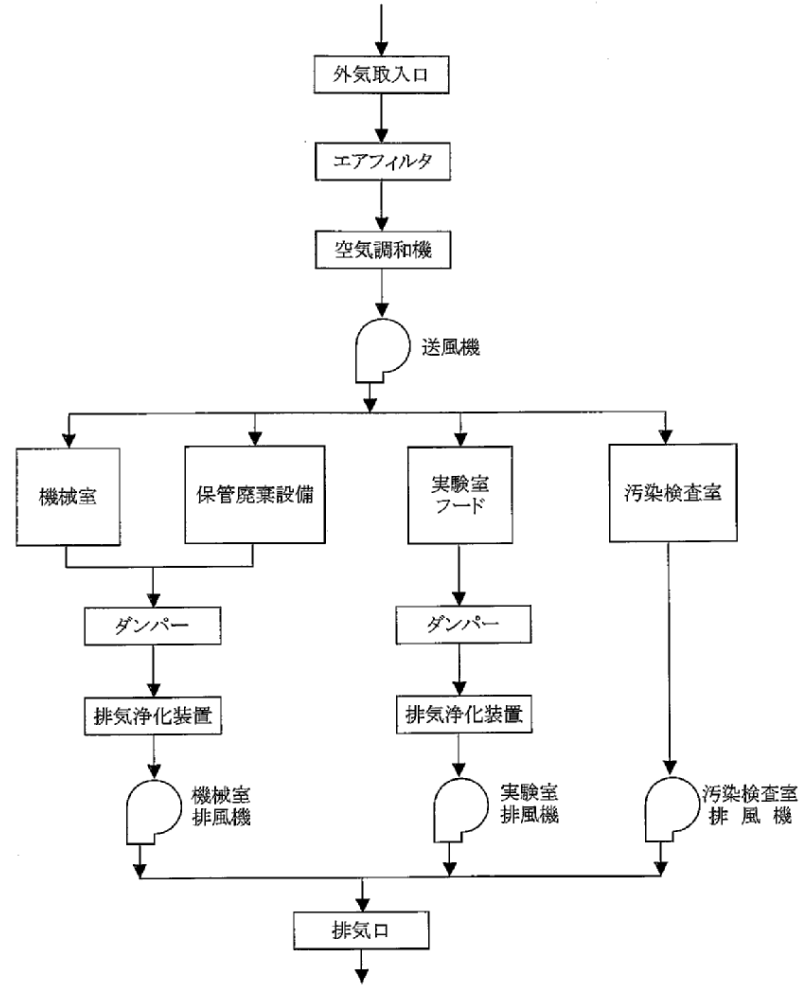 外気取入口
エアフィルタ
空気調和機
送風機
機械室
保管廃棄設備
実験室
フード
汚染検査室
ダンパー
ダンパー
排気浄化装置
排気浄化装置
機械室
排風機
実験室
排風機
汚染検査室
排風機
排気口